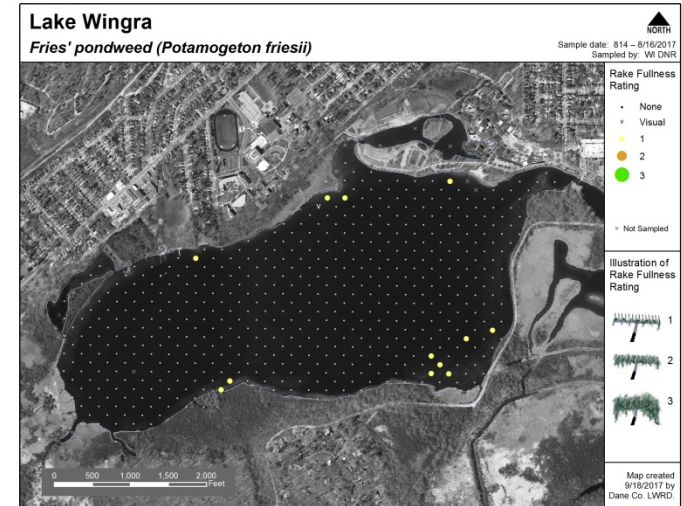 Lake Wingra
Fries' pondweed (Potamogeton friesii)
NORTH
Sample date: 814 – 8/16/2017
Sampled by: WI DNR
Rake Fullness
Rating
None
v Visual
1
2
3
× Not Sampled
v
Illustration of
Rake Fullness
Rating
1
2
3
0 500 1,000 1,500 2,000
Feet
Map created
9/18/2017 by
Dane Co. LWRD.